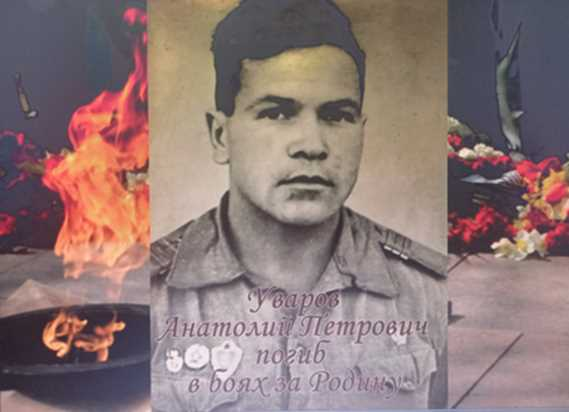 Уваров
Анатолий Петрович
погиб
в боях за Родину